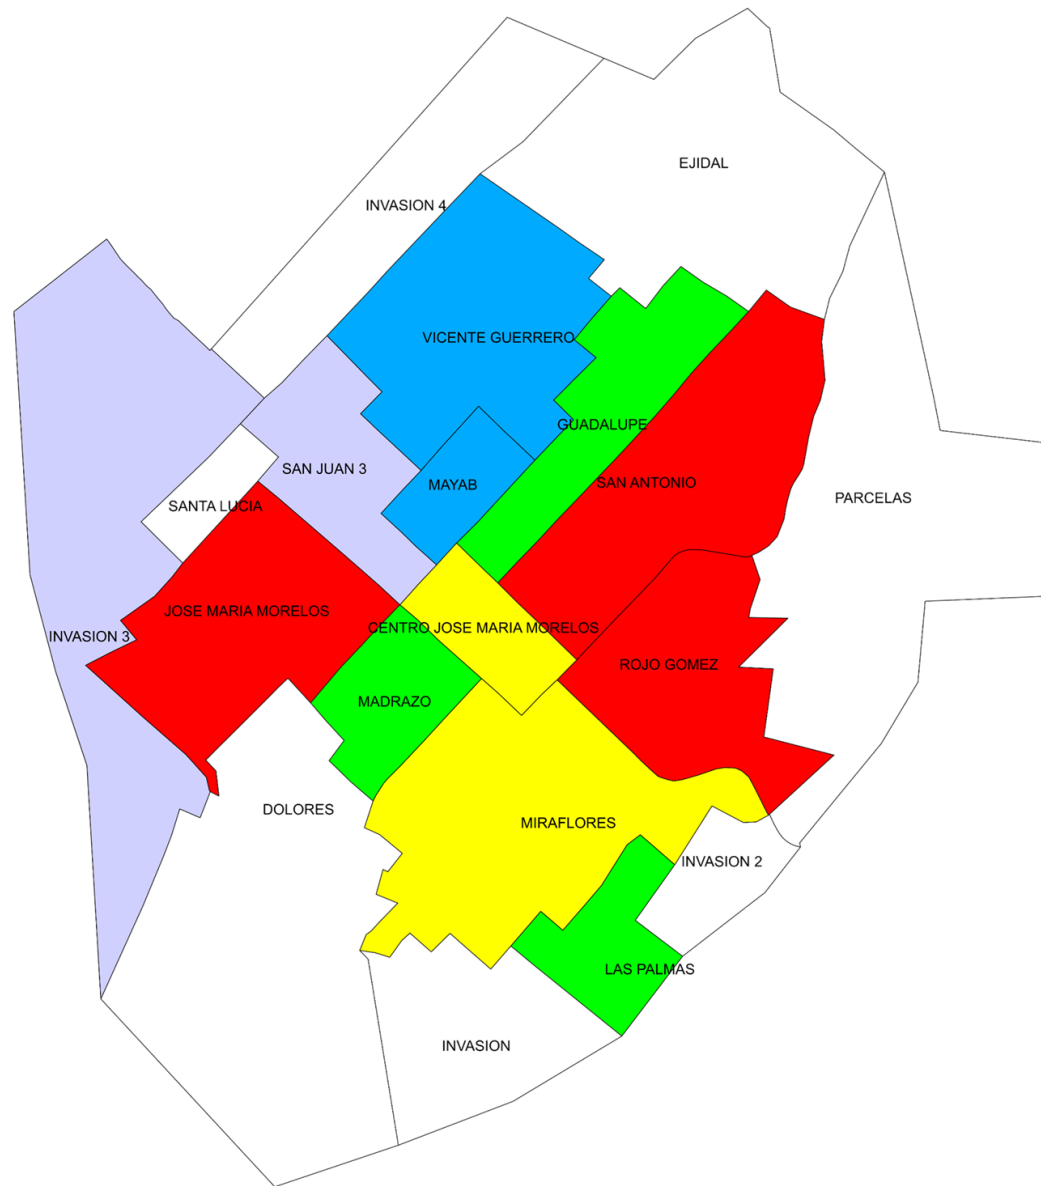 EJIDAL
INVASION 4
VICENTE GUERRERO
GUADALUPE
SAN JUAN 3
MAYAB
SAN ANTONIO
PARCELAS
SANTA LUCIA
JOSE MARIA MORELOS
CENTRO JOSE MARIA MORELOS
INVASION 3
ROJO GOMEZ
MADRAZO
DOLORES
MIRAFLORES
INVASION 2
LAS PALMAS
INVASION